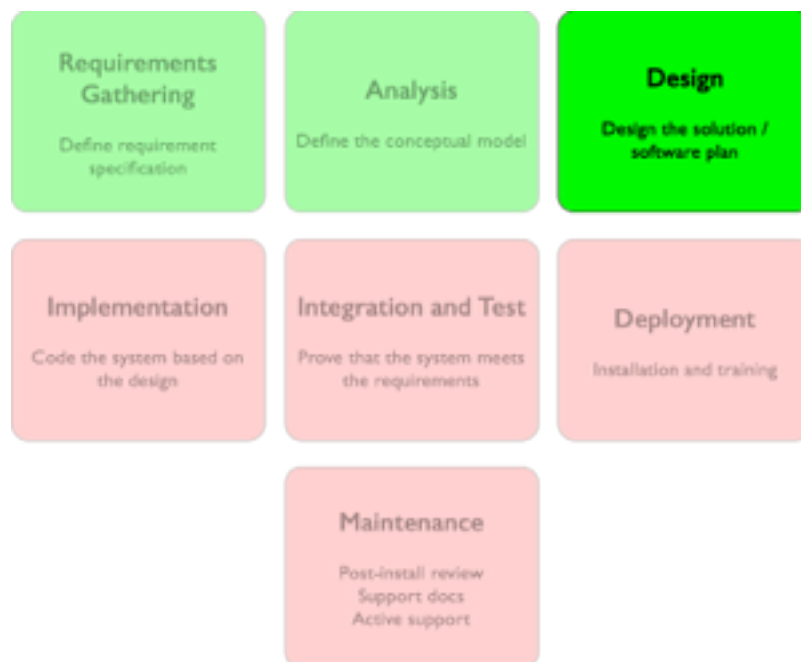 Requirements
Gathering
Define requirement
specification
Analysis
Define the conceptual model
Design
Design the solution /
software plan
Implementation
Code the system based on
the design
Integration and Test
Prove that the system meets
the requirements
Deployment
Installation and training
Maintenance
Post-install review
Support docs
Active support